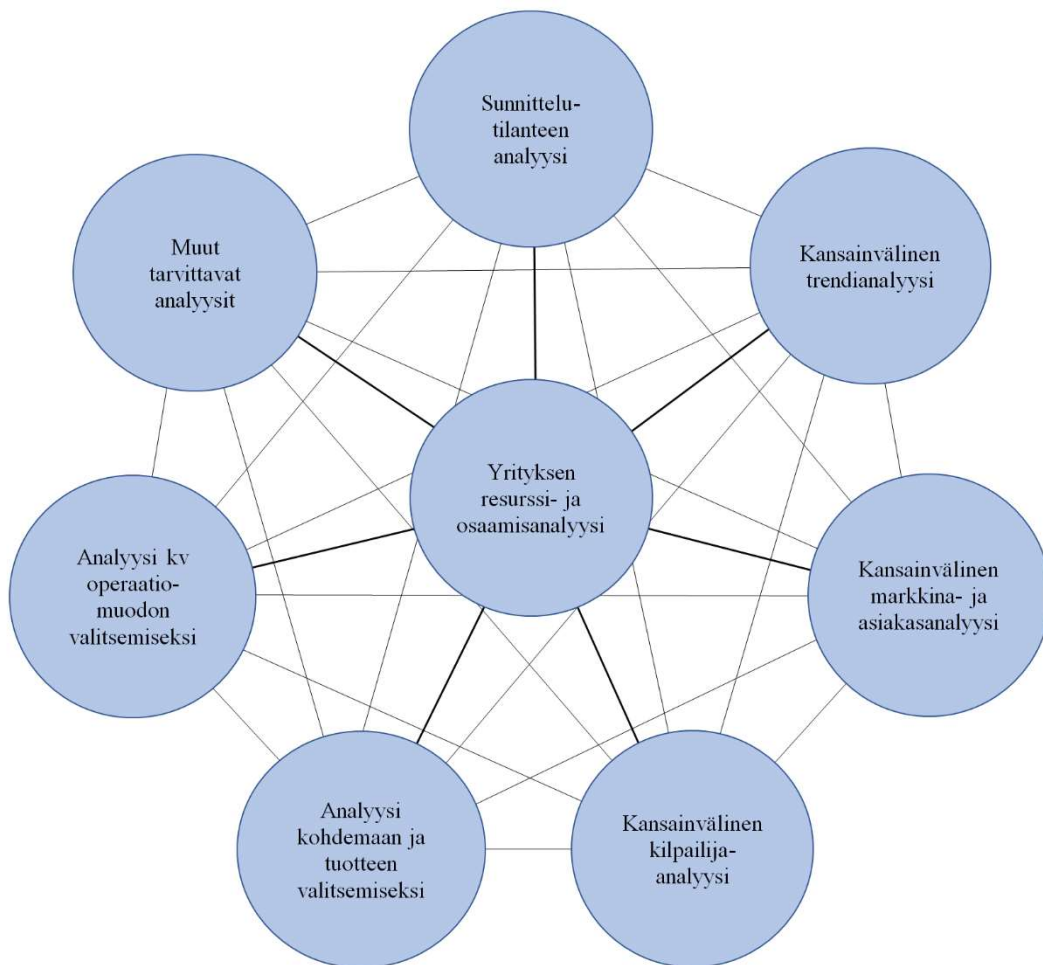 Sunnittelu-
tilanteen
analyysi
Muut
tarvittavat
analyysit
Kansainvälinen
trendianalyysi
Yrityksen
resurssi- ja
osaamisanalyysi
Analyysi kv
operaatio-
muodon
valitsemiseksi
Kansainvälinen
markkina- ja
asiakasanalyysi
Analyysi
kohdemaan ja
tuotteen
valitsemiseksi
Kansainvälinen
kilpailija-
analyysi